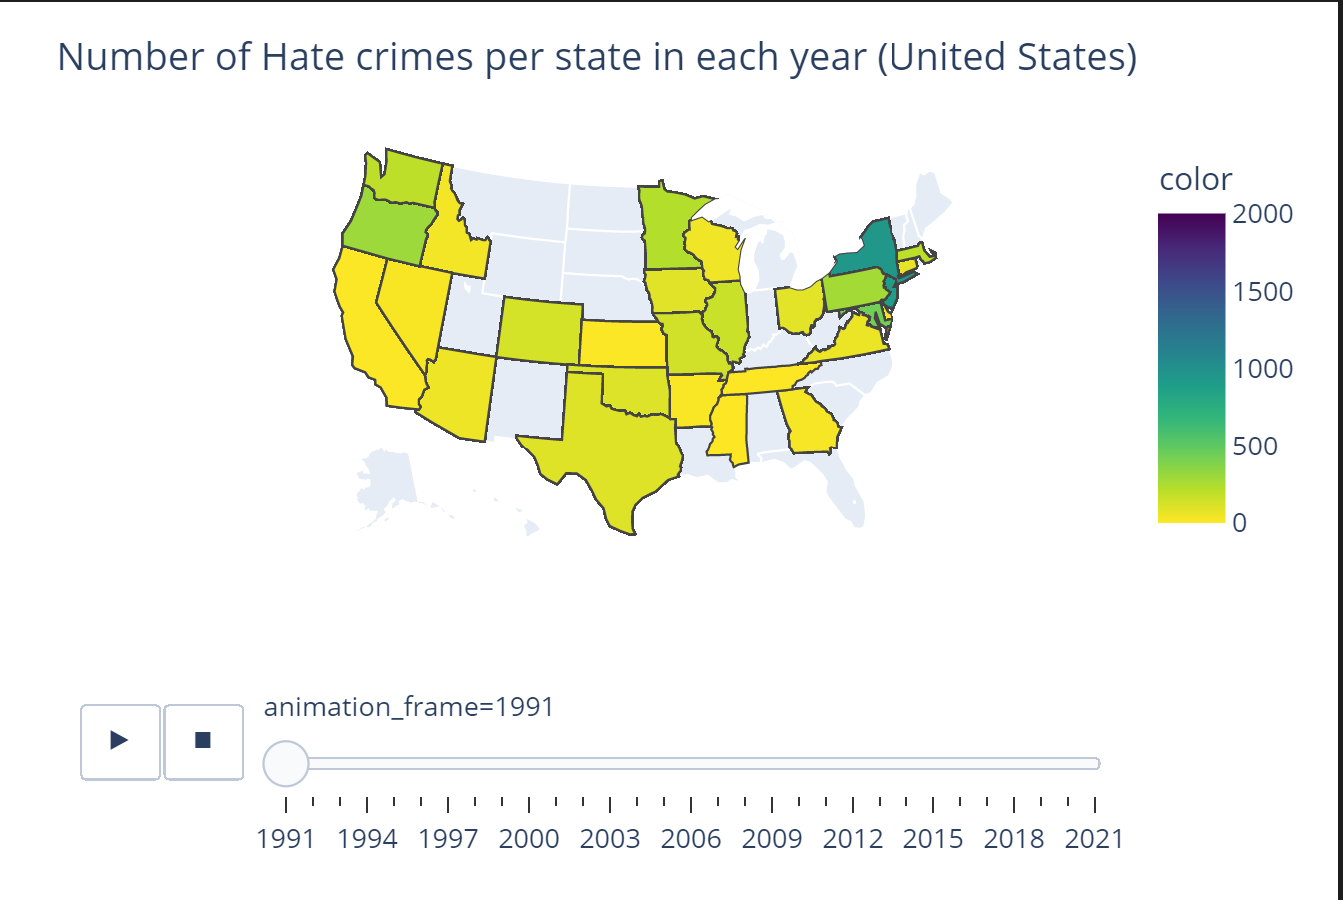 Number of Hate crimes per state in each year (United States)
color
2000
1500
1000
500
0
animation_frame=1991
1991 1994 1997 2000 2003 2006 2009 2012 2015 2018 2021